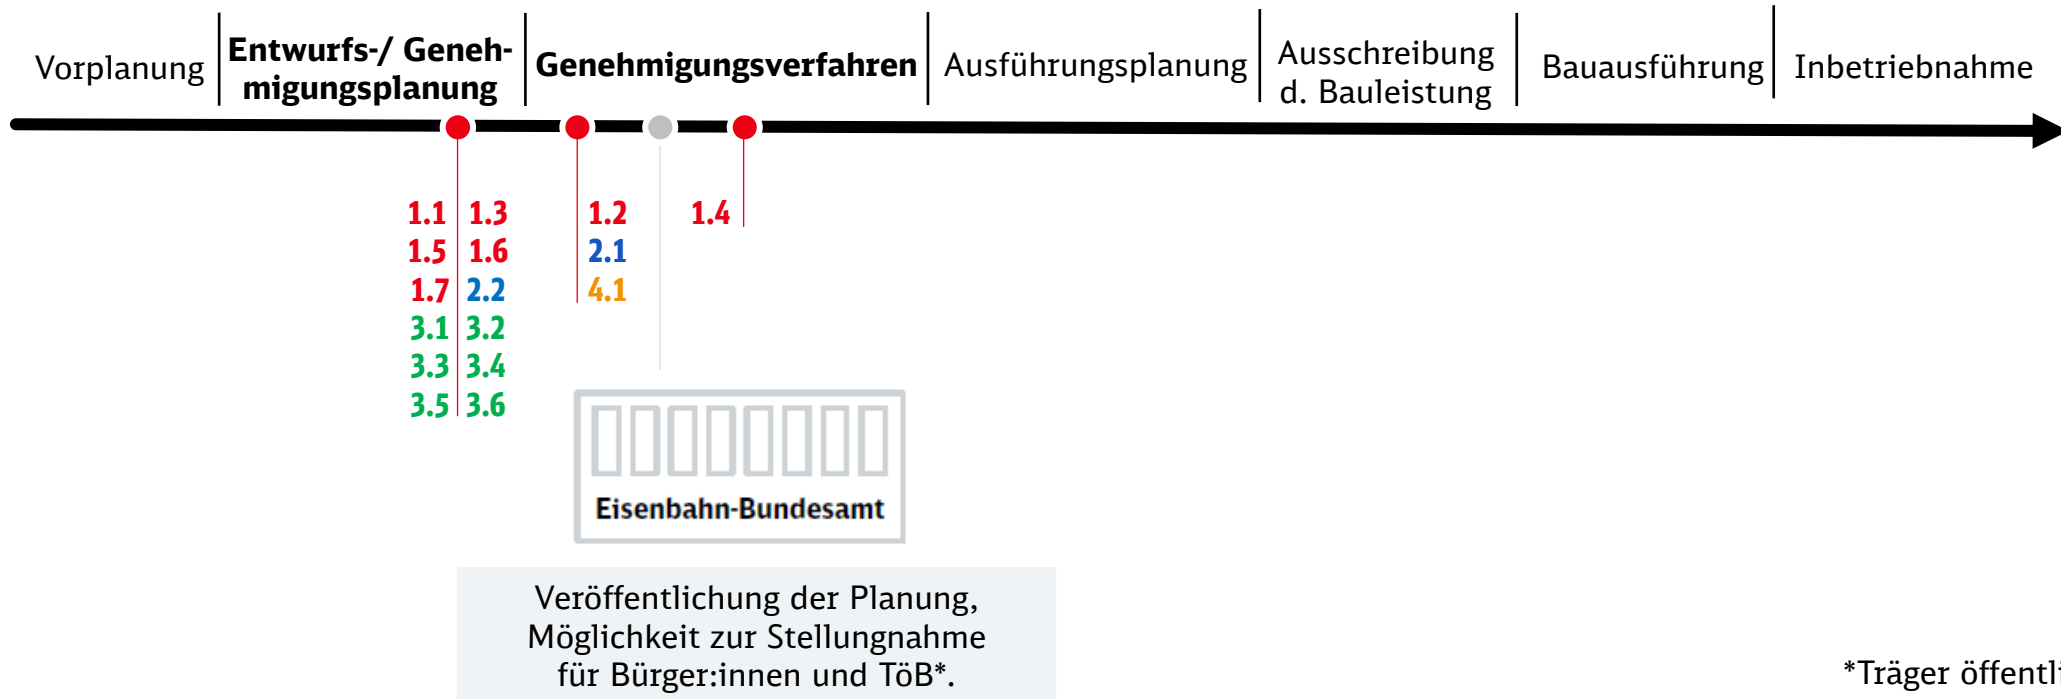 Vorplanung
Entwurfs-/ Geneh-
migungsplanung
Genehmigungsverfahren
Ausführungsplanung
Ausschreibung
d. Bauleistung
Bauausführung
Inbetriebnahme
1.1 1.3
1.5 1.6
1.7 2.2
3.1 3.2
3.3 3.4
3.5 3.6
1.2
2.1
4.1
1.4
Eisenbahn-Bundesamt
Veröffentlichung der Planung,
Möglichkeit zur Stellungnahme
für Bürger:innen und TöB*.
*Träger öffentli